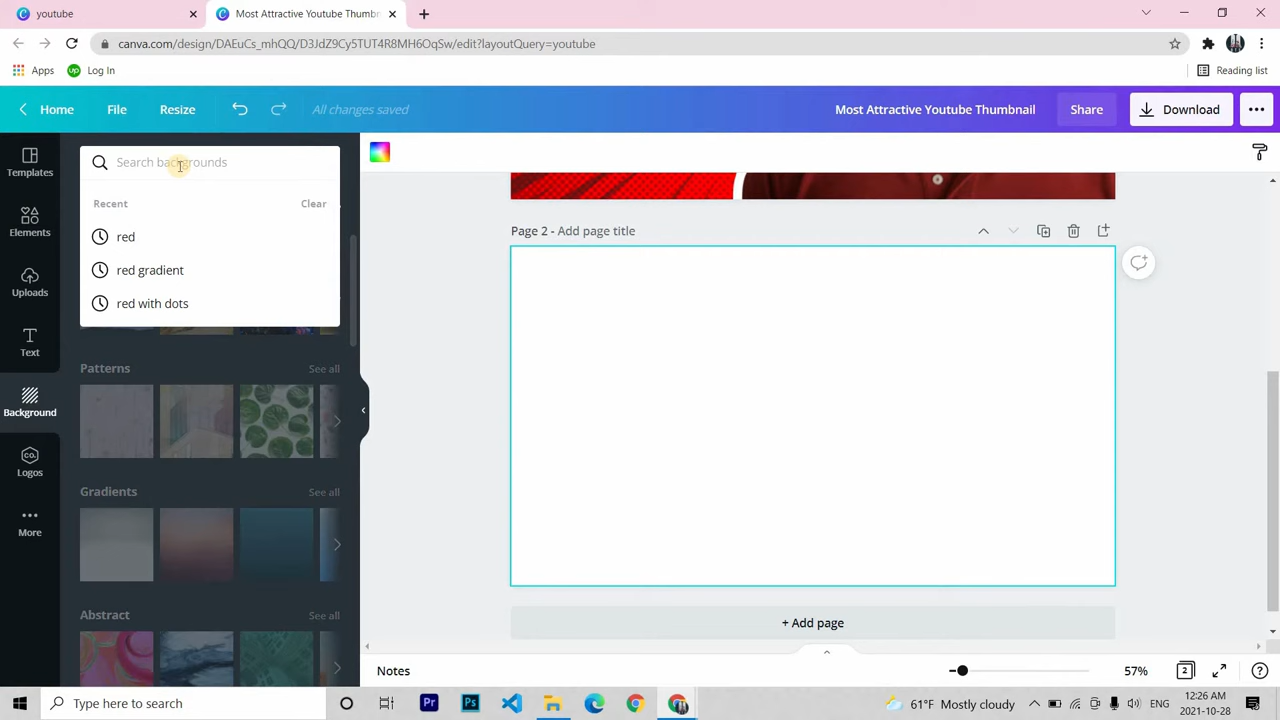 youtube
Most Attractive Youtube Thumbn
canva.com/design/DAEuCs_mhQQ/D3JdZ9Cy5TUT4R8MH6OqSw/edit?layoutQuery=youtube
Apps
Log In
Reading list
Home
File
Resize
All changes saved
Most Attractive Youtube Thumbnail
Share
Download
Templates
Elements
Uploads
Text
Background
Logos
More
Search backgrounds
Recent
Clear
red
red gradient
red with dots
Patterns
See all
Gradients
See all
Abstract
See all
Page 2 - Add page title
+ Add page
Notes
57%
2
Type here to search
61°F Mostly cloudy
ENG
12:26 AM
2021-10-28